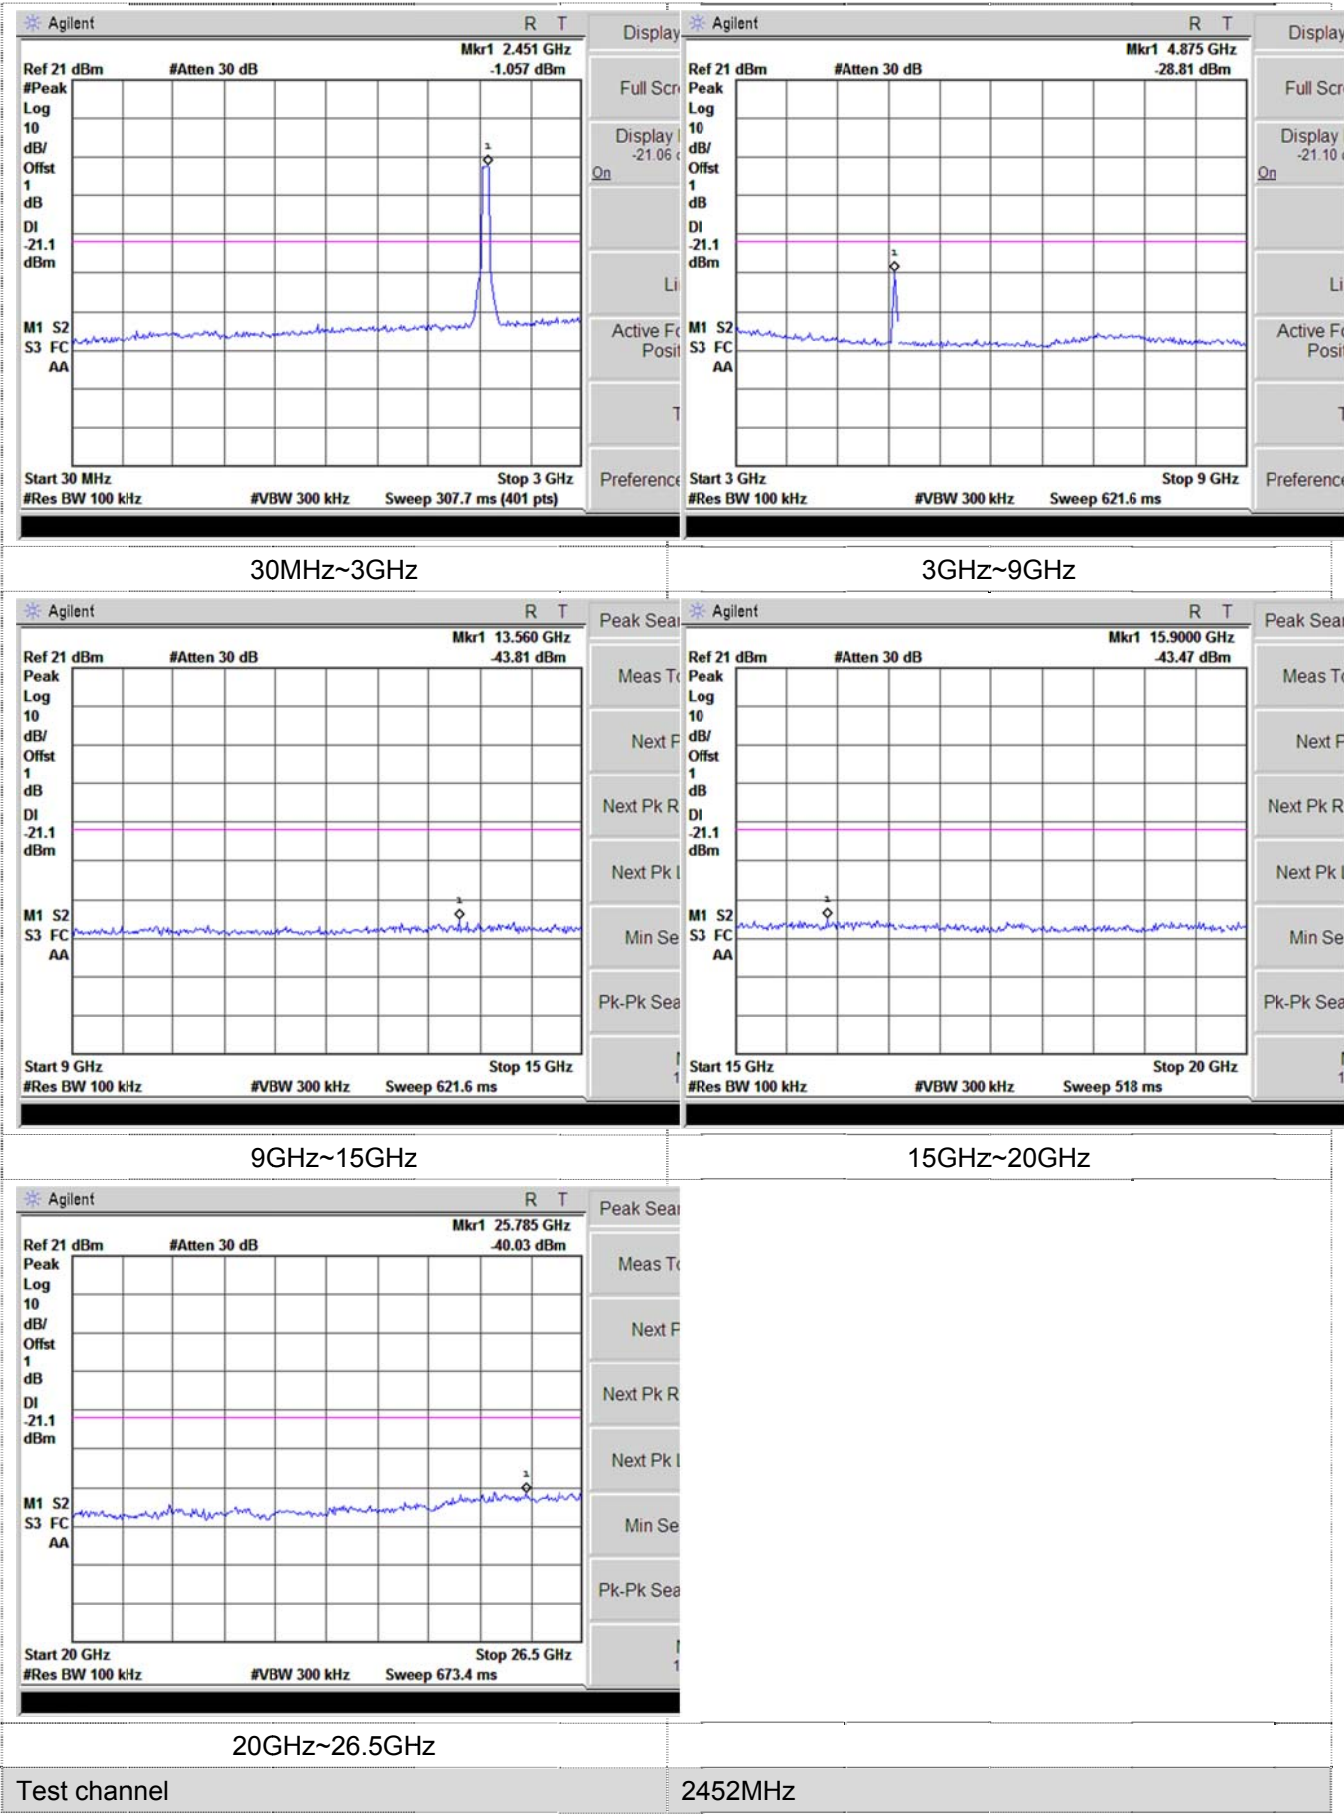 Agilent R T Display
Mkr1 2.451 GHz
Ref 21 dBm #Atten 30 dB -1.057 dBm
#Peak
Log
10
dB/
Offst
1
dB
DI
-21.1
dBm
M1 S2
S3 FC
AA
1
Full Scr
Display
-21.06
On
Li
Active F
Posit
T
Preference
Start 30 MHz Stop 3 GHz
#Res BW 100 kHz #VBW 300 kHz Sweep 307.7 ms (401 pts)
30MHz~3GHz
Agilent R T Display
Mkr1 4.875 GHz
Ref 21 dBm #Atten 30 dB -28.81 dBm
Peak
Log
10
dB/
Offst
1
dB
DI
-21.1
dBm
M1 S2
S3 FC
AA
1
Full Scr
Display
-21.10
On
Li
Active F
Posi
T
Preferenc
Start 3 GHz Stop 9 GHz
#Res BW 100 kHz #VBW 300 kHz Sweep 621.6 ms
3GHz~9GHz
Agilent R T Peak Sear
Mkr1 13.560 GHz
Ref 21 dBm #Atten 30 dB -43.81 dBm
Peak
Log
10
dB/
Offst
1
dB
DI
-21.1
dBm
M1 S2
S3 FC
AA
1
Meas T
Next P
Next Pk R
Next Pk L
Min Se
Pk-Pk Sea
1
Start 9 GHz Stop 15 GHz
#Res BW 100 kHz #VBW 300 kHz Sweep 621.6 ms
9GHz~15GHz
Agilent R T Peak Sear
Mkr1 15.9000 GHz
Ref 21 dBm #Atten 30 dB -43.47 dBm
Peak
Log
10
dB/
Offst
1
dB
DI
-21.1
dBm
M1 S2
S3 FC
AA
1
Meas T
Next P
Next Pk R
Next Pk
Min Se
Pk-Pk Sea
1
Start 15 GHz Stop 20 GHz
#Res BW 100 kHz #VBW 300 kHz Sweep 518 ms
15GHz~20GHz
Agilent R T Peak Sear
Mkr1 25.785 GHz
Ref 21 dBm #Atten 30 dB -40.03 dBm
Peak
Log
10
dB/
Offst
1
dB
DI
-21.1
dBm
M1 S2
S3 FC
AA
1
Meas T
Next P
Next Pk R
Next Pk
Min Se
Pk-Pk Sea
1
Start 20 GHz Stop 26.5 GHz
#Res BW 100 kHz #VBW 300 kHz Sweep 673.4 ms
20GHz~26.5GHz
Test channel 2452MHz